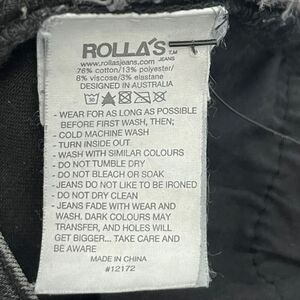 ROLLA'S TM
JEANS
www.rollasjeans.com
76% cotton/13% polyester/
8% viscose/3% elastane
DESIGNED IN AUSTRALIA
30
- WEAR FOR AS LONG AS POSSIBLE
BEFORE FIRST WASH, THEN;
- COLD MACHINE WASH
- TURN INSIDE OUT
- WASH WITH SIMILAR COLOURS
- DO NOT TUMBLE DRY
- DO NOT BLEACH OR SOAK
- JEANS DO NOT LIKE TO BE IRONED
- DO NOT DRY CLEAN
- JEANS FADE WITH WEAR AND
WASH. DARK COLOURS MAY
TRANSFER, AND HOLES WILL
GET BIGGER... TAKE CARE AND
BE AWARE
MADE IN CHINA
#12172